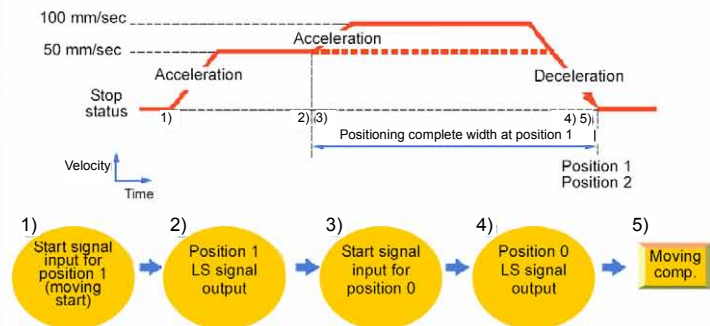 100 mm/sec
50 mm/sec
Acceleration
Acceleration
Deceleration
Stop
status
1)
2)
3)
4) 5)
Positioning complete width at position 1
Velocity
Time
Position 1
Position 2
1)
2)
3)
4)
5)
Start signal
input for
position 1
(moving
start)
Position 1
LS signal
output
Start signal
input for
position 0
Position 0
LS signal
output
Moving
comp.